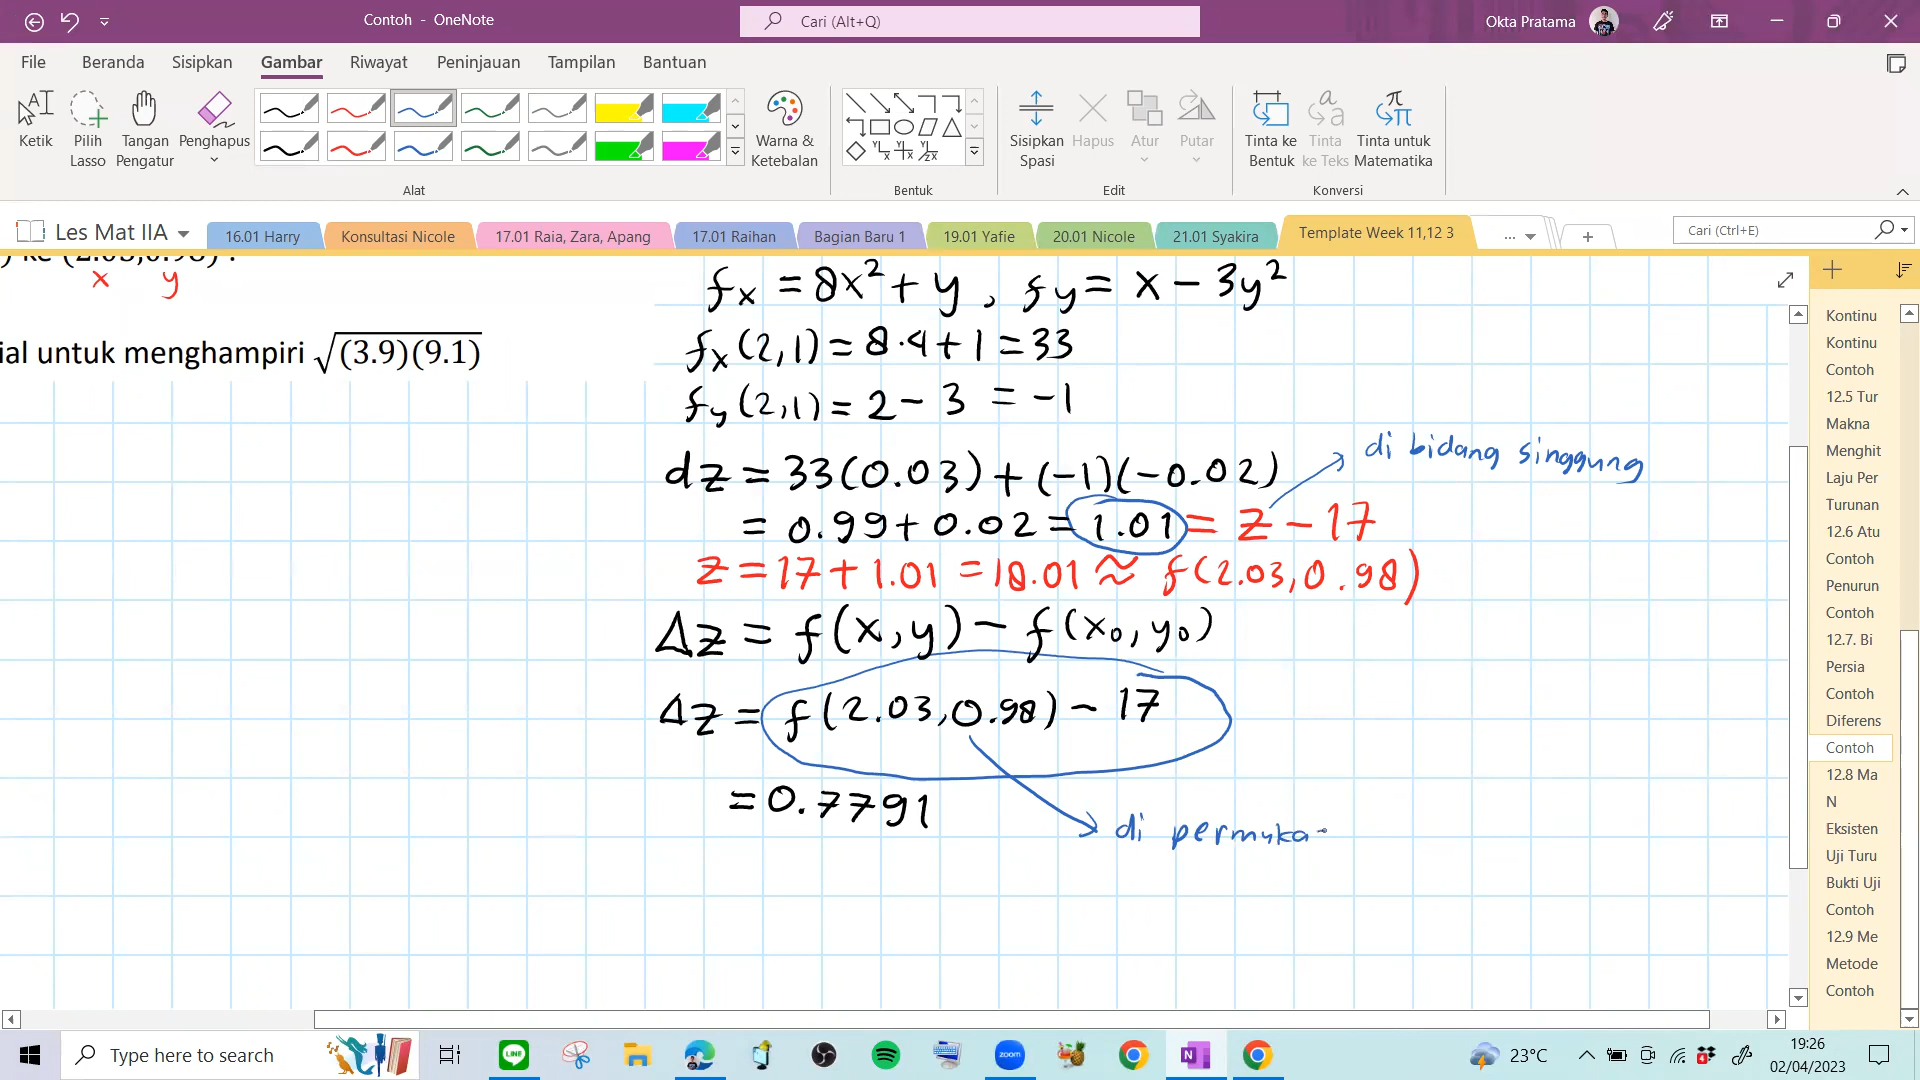 Contoh - OneNote
Cari (Alt+Q)
Okta Pratama
File Beranda Sisipkan Gambar Riwayat Peninjauan Tampilan Bantuan
Ketik
Pilih Lasso
Tangan Pengatur
Penghapus
Warna & Ketebalan
Sisipkan Spasi
Hapus
Atur
Putar
Tinta ke Bentuk
Tinta ke Teks
Tinta untuk Matematika
Alat
Bentuk
Edit
Konversi
Les Mat IIA
16.01 Harry
Konsultasi Nicole
17.01 Raia, Zara, Apang
17.01 Raihan
Bagian Baru 1
19.01 Yafie
20.01 Nicole
21.01 Syakira
Template Week 11,12 3
...
Cari (Ctrl+E)
) ke (2.03,0.98) ?
x y
ial untuk menghampiri √(3.9)(9.1)
fx = 8x² + y , fy = x − 3y²
fx (2,1) = 8·4 + 1 = 33
fy (2,1) = 2 − 3 = −1
dz = 33(0.03) + (−1)(−0.02)
di bidang singgung
= 0.99 + 0.02 = 1.01 = z − 17
z = 17 + 1.01 = 18.01 ≈ f(2.03,0.98)
Δz = f(x,y) − f(x₀,y₀)
Δz = f(2.03,0.98) − 17
= 0.7791
di permuka
Kontinu
Kontinu
Contoh
12.5 Tur
Makna
Menghit
Laju Per
Turunan
12.6 Atu
Contoh
Penurun
Contoh
12.7. Bi
Persia
Contoh
Diferens
Contoh
12.8 Ma
N
Eksisten
Uji Turu
Bukti Uji
Contoh
12.9 Me
Metode
Contoh
Type here to search
LINE
zoom
N
23°C
4
19:26
02/04/2023